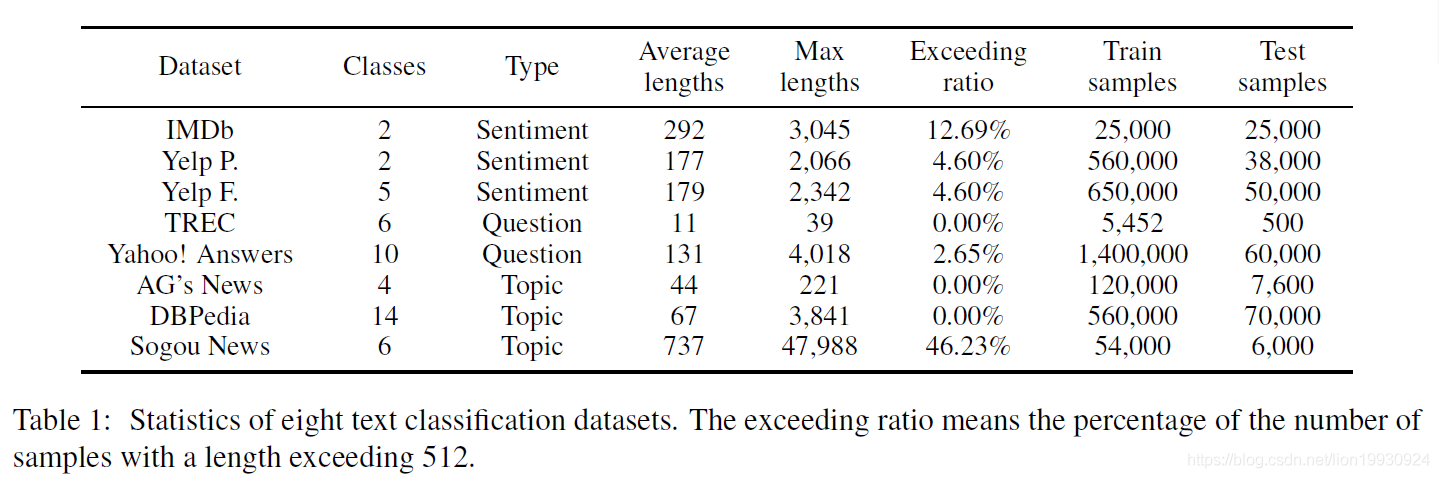 Dataset Classes Type Average lengths Max lengths Exceeding ratio Train samples Test samples
IMDb 2 Sentiment 292 3,045 12.69% 25,000 25,000
Yelp P. 2 Sentiment 177 2,066 4.60% 560,000 38,000
Yelp F. 5 Sentiment 179 2,342 4.60% 650,000 50,000
TREC 6 Question 11 39 0.00% 5,452 500
Yahoo! Answers 10 Question 131 4,018 2.65% 1,400,000 60,000
AG's News 4 Topic 44 221 0.00% 120,000 7,600
DBPedia 14 Topic 67 3,841 0.00% 560,000 70,000
Sogou News 6 Topic 737 47,988 46.23% 54,000 6,000
Table 1: Statistics of eight text classification datasets. The exceeding ratio means the percentage of the number of
samples with a length exceeding 512.
https://blog.csdn.net/lion19930924